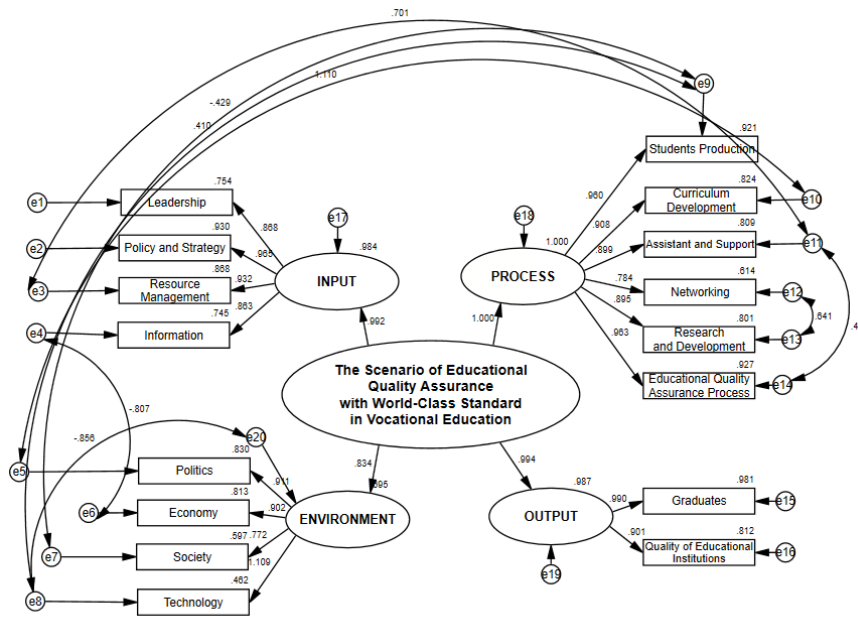 .701
1.110
-.429
.410
e9
.921
Students Production
.754
e1
Leadership
.824
Curriculum
Development
e10
.960
.908
.899
.868
e17
e18
.930
e2
Policy and Strategy
.965
.984
1.000
.809
Assistant and Support
e11
.868
e3
Resource
Management
.932
INPUT
PROCESS
.784
.614
Networking
e12
.745
e4
Information
.863
.895
.641
.801
Research
and Development
e13
.4
.992
1.000
.963
.927
Educational Quality
Assurance Process
e14
The Scenario of Educational
Quality Assurance
with World-Class Standard
in Vocational Education
-.807
-.856
e20
.830
e5
Politics
.911
.834
.695
.994
.813
e6
Economy
.902
ENVIRONMENT
.987
OUTPUT
.990
.981
Graduates
e15
.597
.772
e7
Society
1.109
.901
.812
Quality of Educational
Institutions
e16
.462
e8
Technology
e19